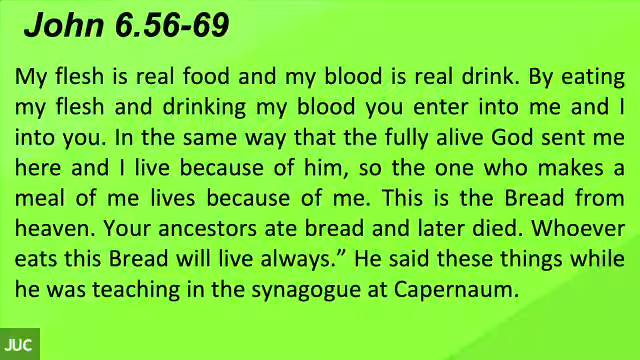 John 6.56-69
My flesh is real food and my blood is real drink. By eating
my flesh and drinking my blood you enter into me and I
into you. In the same way that the fully alive God sent me
here and I live because of him, so the one who makes a
meal of me lives because of me. This is the Bread from
heaven. Your ancestors ate bread and later died. Whoever
eats this Bread will live always.” He said these things while
he was teaching in the synagogue at Capernaum.
JUC